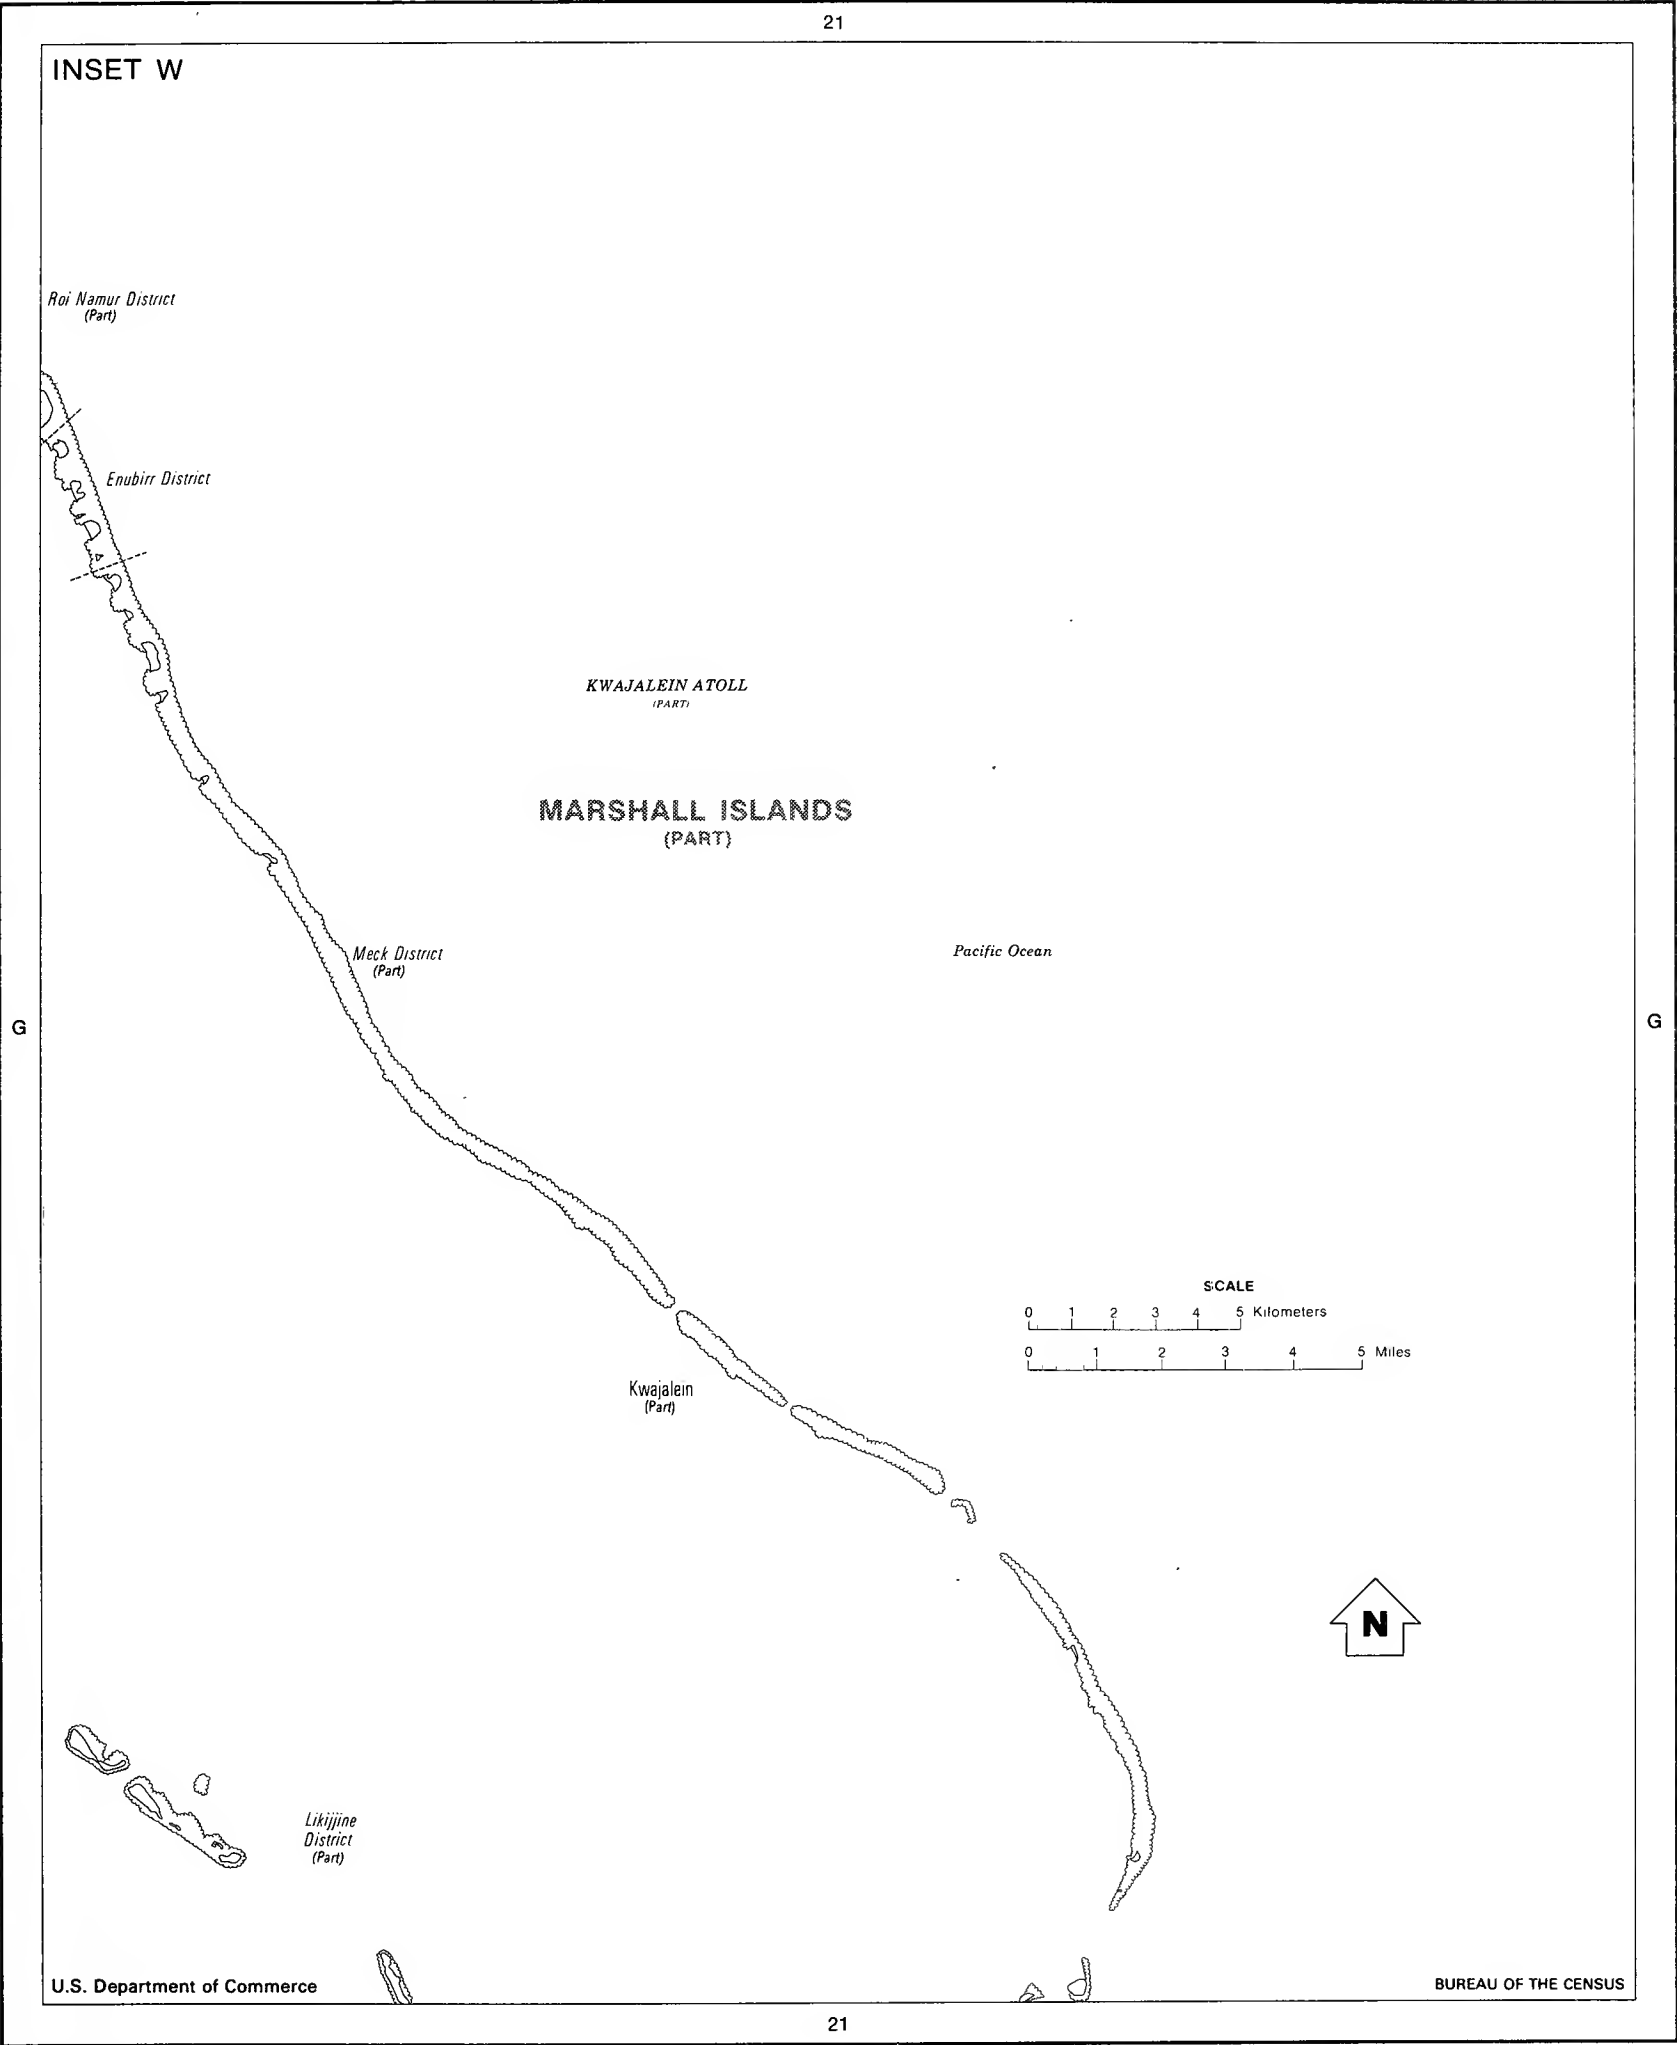 21
INSET W
Roi Namur District
(Part)
Enubirr District
KWAJALEIN ATOLL
(PART)
MARSHALL ISLANDS
(PART)
Meck District
(Part)
Pacific Ocean
G
G
SCALE
0 1 2 3 4 5 Kilometers
0 1 2 3 4 5 Miles
Kwajalein
(Part)
N
Likijjine
District
(Part)
U.S. Department of Commerce
BUREAU OF THE CENSUS
21